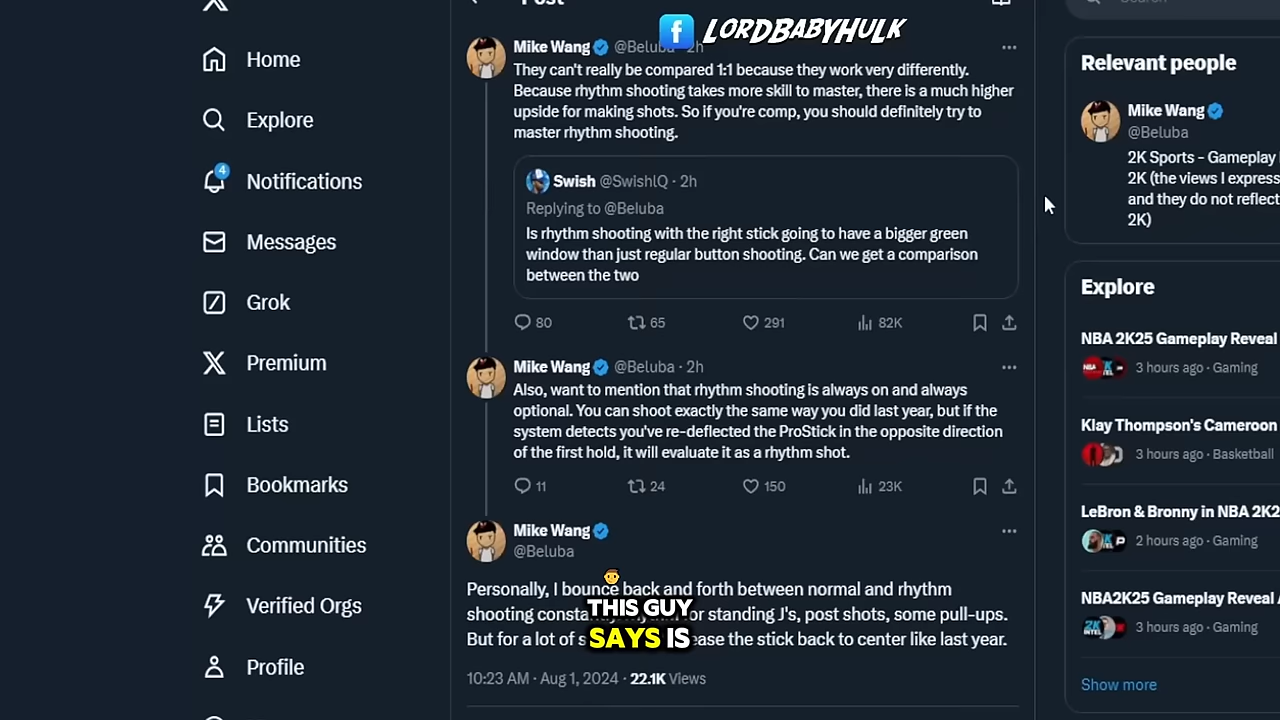 Post
LORDBABYHULK
Search
Home
Explore
Notifications
4
Messages
Grok
Premium
Lists
Bookmarks
Communities
Verified Orgs
Profile
Mike Wang @Beluba 2h
They can't really be compared 1:1 because they work very differently.
Because rhythm shooting takes more skill to master, there is a much higher
upside for making shots. So if you're comp, you should definitely try to
master rhythm shooting.
Swish @SwishIQ · 2h
Replying to @Beluba
Is rhythm shooting with the right stick going to have a bigger green
window than just regular button shooting. Can we get a comparison
between the two
80 65 291 82K
Mike Wang @Beluba · 2h
Also, want to mention that rhythm shooting is always on and always
optional. You can shoot exactly the same way you did last year, but if the
system detects you've re-deflected the ProStick in the opposite direction
of the first hold, it will evaluate it as a rhythm shot.
11 24 150 23K
Mike Wang
@Beluba
Personally, I bounce back and forth between normal and rhythm
shooting for standing J's, post shots, some pull-ups.
But for a lot of the stick back to center like last year.
THIS GUY
SAYS IS
10:23 AM · Aug 1, 2024 · 22.1K Views
Relevant people
Mike Wang
@Beluba
2K Sports - Gameplay
2K (the views I express
and they do not reflect
2K)
Explore
NBA 2K25 Gameplay Reveal
3 hours ago · Gaming
Klay Thompson's Cameroon
3 hours ago · Basketball
LeBron & Bronny in NBA 2K2
2 hours ago · Gaming
NBA2K25 Gameplay Reveal
3 hours ago · Gaming
Show more